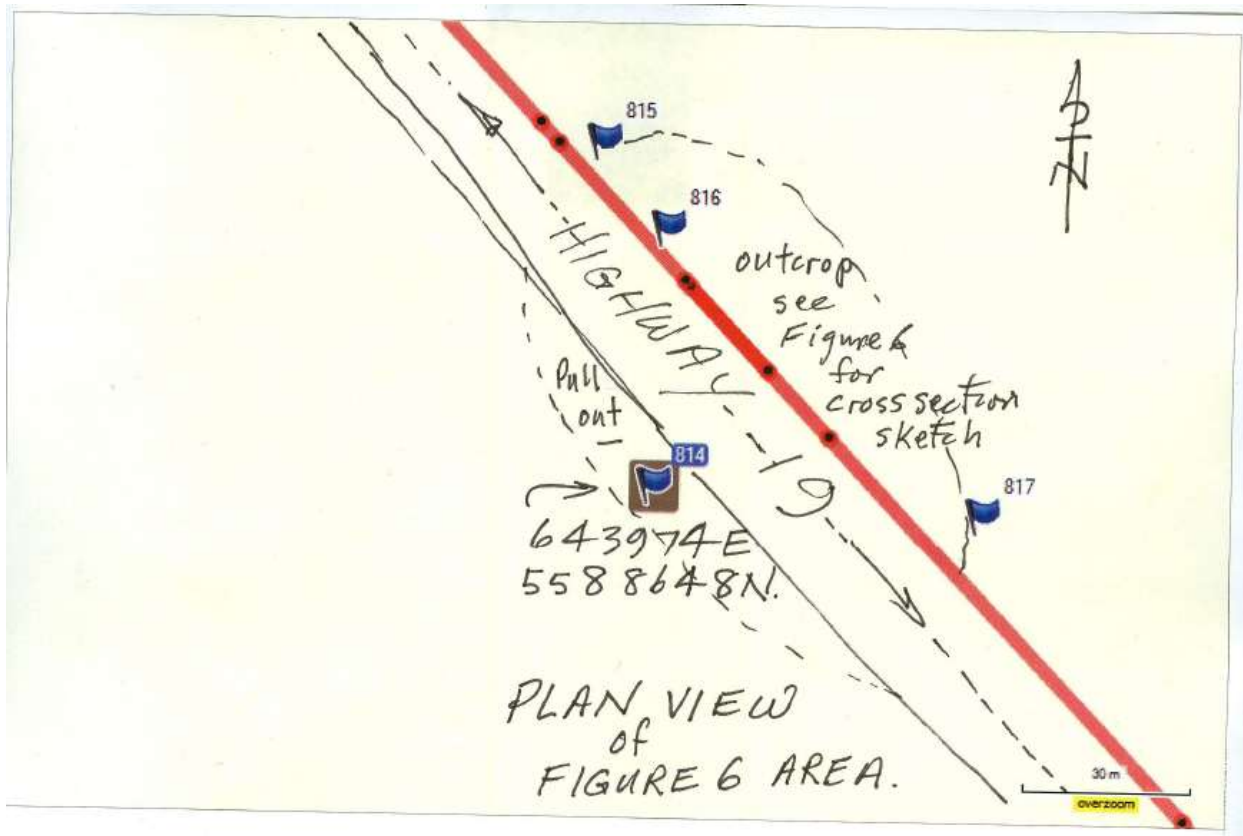 815
N
816
HIGHWAY 19
outcrop
see
Figure 6
for
cross section
sketch
Pull
out
814
817
643974E
5588648N.
PLAN VIEW
of
FIGURE 6 AREA.
30 m
overzoom